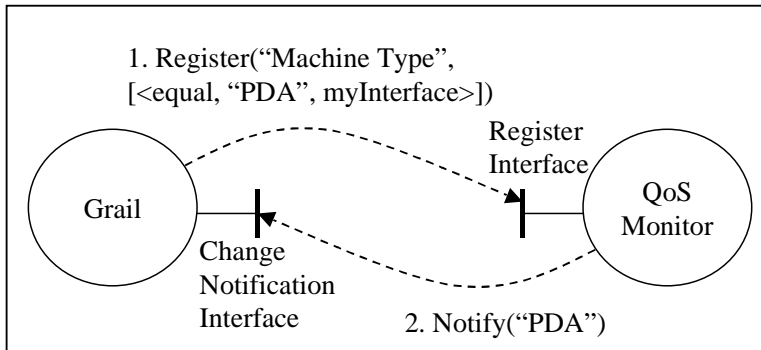 1. Register(“Machine Type”,
[<equal, “PDA”, myInterface>])
Register
Interface
Grail
QoS
Monitor
Change
Notification
Interface
2. Notify(“PDA”)